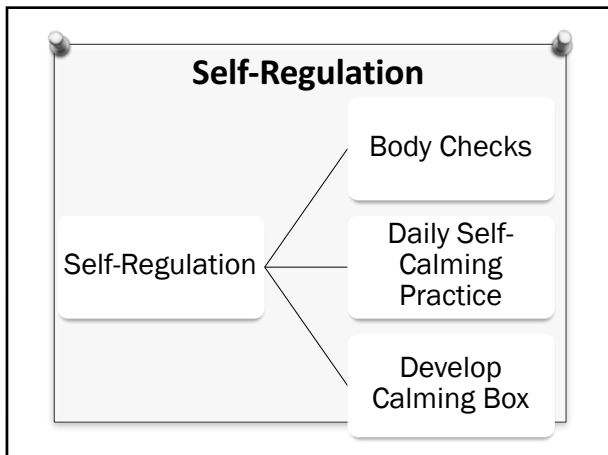 Self-Regulation
Self-Regulation
Body Checks
Daily Self-
Calming
Practice
Develop
Calming Box